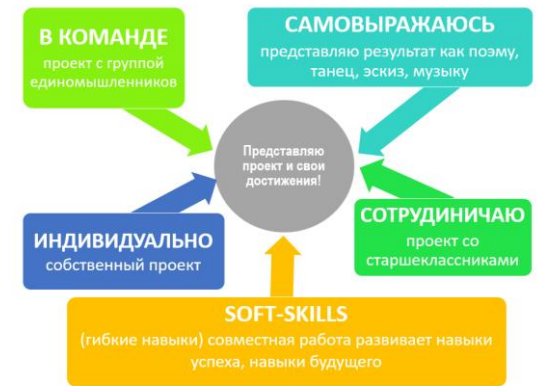 В КОМАНДЕ
проект с группой
единомышленников
САМОВЫРАЖАЮСЬ
представляю результат как поэму,
танец, эскиз, музыку
Представляю
проект и свои
достижения!
ИНДИВИДУАЛЬНО
собственный проект
СОТРУДИНИЧАЮ
проект со
старшеклассниками
SOFT-SKILLS
(гибкие навыки) совместная работа развивает навыки
успеха, навыки будущего